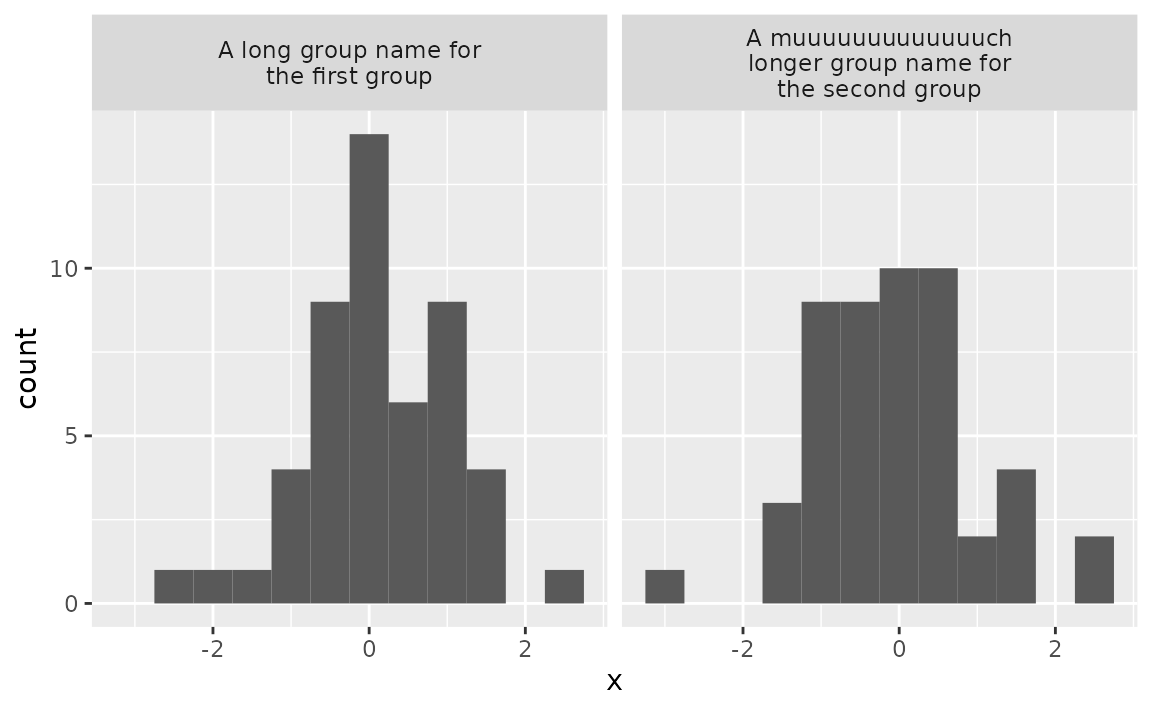 A long group name for
the first group
A muuuuuuuuuuuuuch
longer group name for
the second group
count
10
5
0
-2
0
2
-2
0
2
x